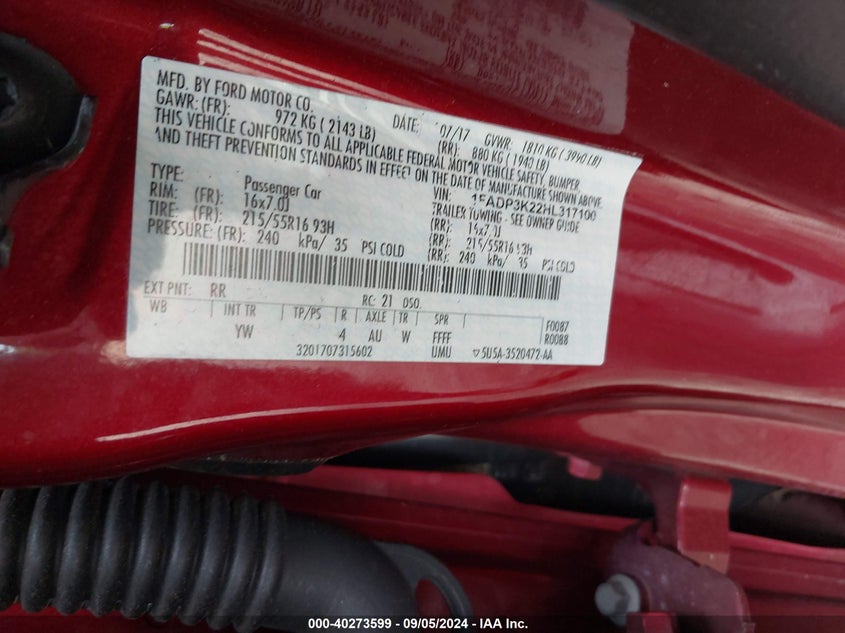 MFD. BY FORD MOTOR CO.
DATE: 07/17 GVWR: 1810 KG ( 3990 LB)
GAWR: (FR): 972 KG ( 2143 LB) (RR): 880 KG ( 1940 LB)
THIS VEHICLE CONFORMS TO ALL APPLICABLE FEDERAL MOTOR VEHICLE SAFETY, BUMPER,
AND THEFT PREVENTION STANDARDS IN EFFECT ON THE DATE OF MANUFACTURE SHOWN ABOVE.
VIN: 1FADP3K22HL317100
TYPE: Passenger Car TRAILER TOWING - SEE OWNER GUIDE
RIM: (FR): 16x7.0J (RR): 16x7.0J
TIRE: (FR): 215/55R16 93H (RR): 215/55R16 93H
PRESSURE: (FR): 240 kPa/ 35 PSI COLD (RR): 240 kPa/ 35 PSI COLD
EXT PNT: RR RC: 21 DSO:
WB INT TR TP/PS R AXLE TR SPR F0087
YW 4 AU W FFFF R0088
3201707315602 UMU 5U5A-3520472-AA
000-40273599 - 09/05/2024 - IAA Inc.